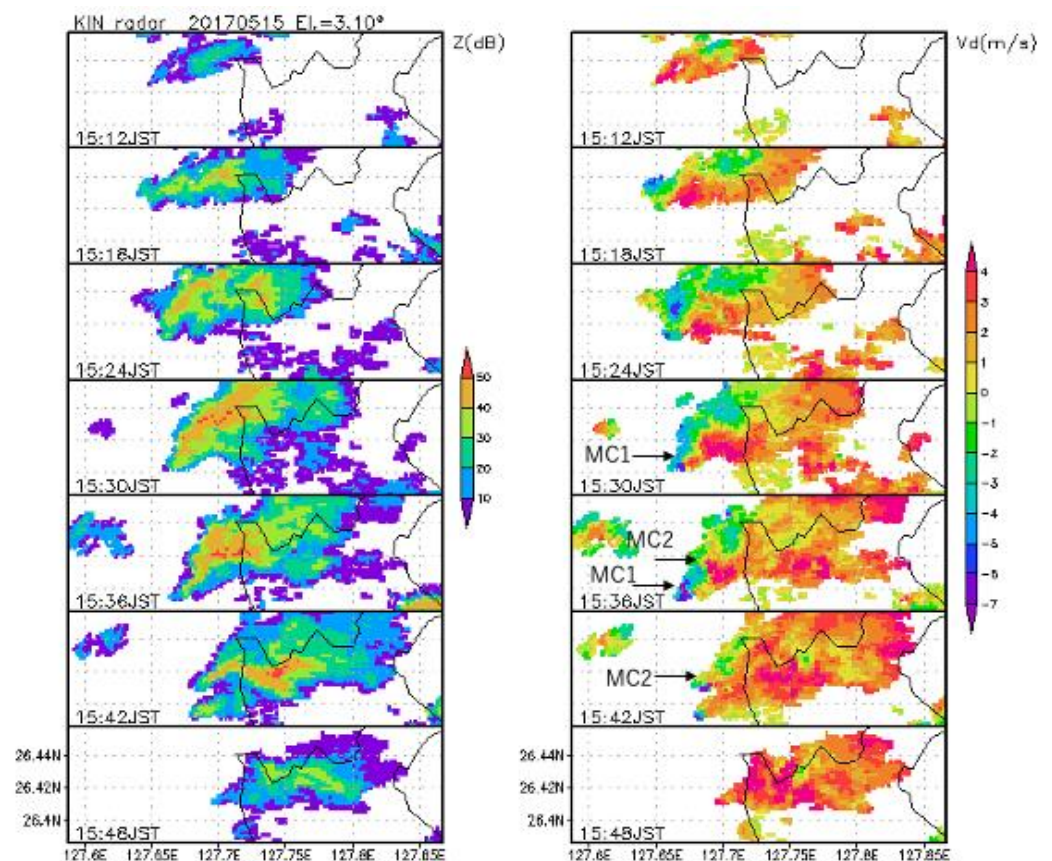 KIN radar 20170515 El.=3.10°
Z(dB)
Vd(m/s)
15:12JST
15:12JST
15:18JST
15:18JST
15:24JST
15:24JST
50
40
30
20
10
4
3
2
1
0
-1
-2
-3
-4
-5
-6
-7
MC1
15:30JST
15:30JST
MC2
MC1
15:36JST
15:36JST
MC2
15:42JST
15:42JST
26.44N
26.42N
26.4N
15:48JST
26.44N
26.42N
26.4N
15:48JST
127.6E 127.65E 127.7E 127.75E 127.8E 127.85E
127.6E 127.65E 127.7E 127.75E 127.8E 127.85E